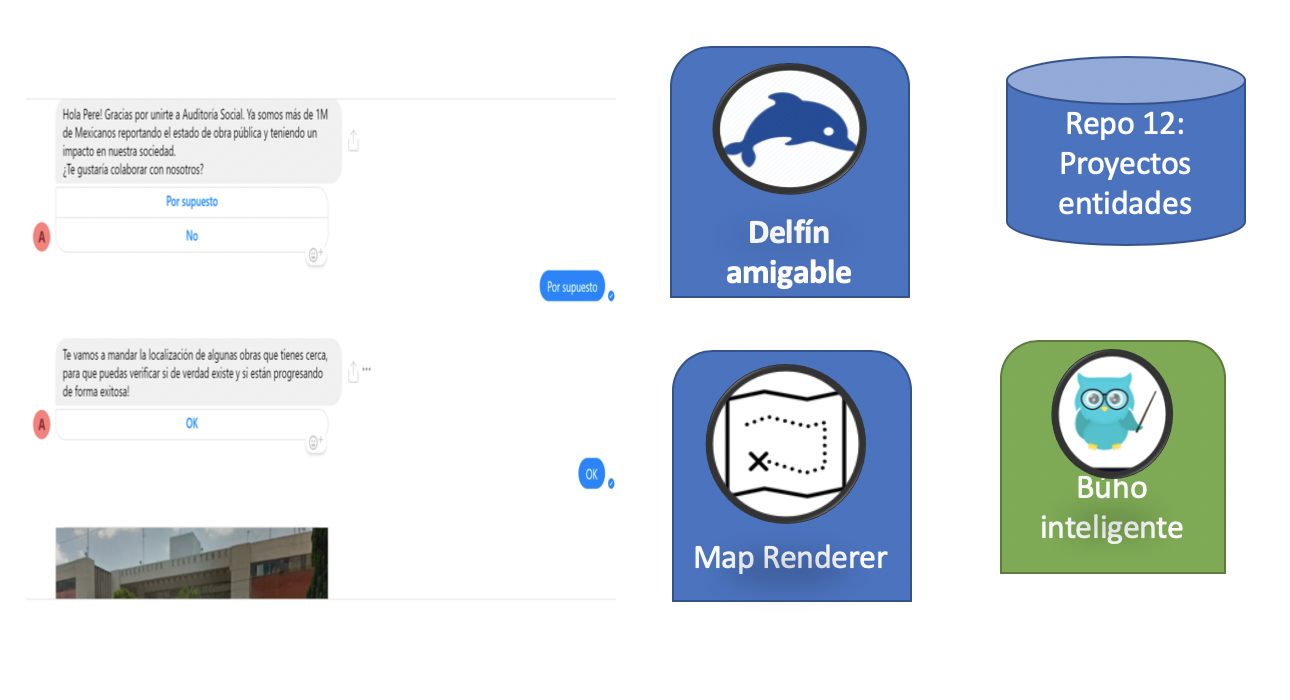 Hola Pere! Gracias por unirte a Auditoria Social. Ya somos más de 1M
de Mexicanos reportando el estado de obra pública y teniendo un
impacto en nuestra sociedad.
¿Te gustaría colaborar con nosotros?
Por supuesto
No
A
Por supuesto
Te vamos a mandar la localización de algunas obras que tienes cerca,
para que puedas verificar si de verdad existe y si están progresando
de forma exitosa!
OK
A
OK
Delfín
amigable
Repo 12:
Proyectos
entidades
Map Renderer
Búho
inteligente